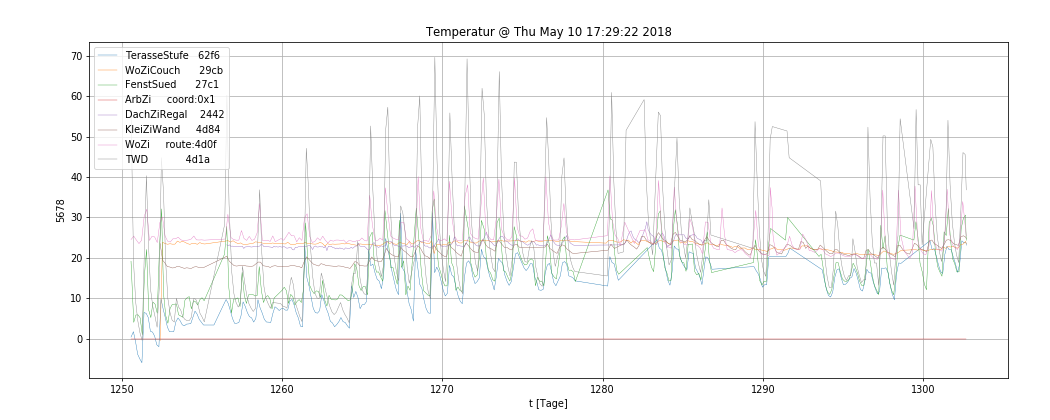 Temperatur @ Thu May 10 17:29:22 2018
70
60
50
40
30
20
10
0
5678
TerasseStufe 62f6
WoZiCouch 29cb
FenstSued 27c1
ArbZi coord:0x1
DachZiRegal 2442
KleiZiWand 4d84
WoZi route:4d0f
TWD 4d1a
1250 1260 1270 1280 1290 1300
t [Tage]